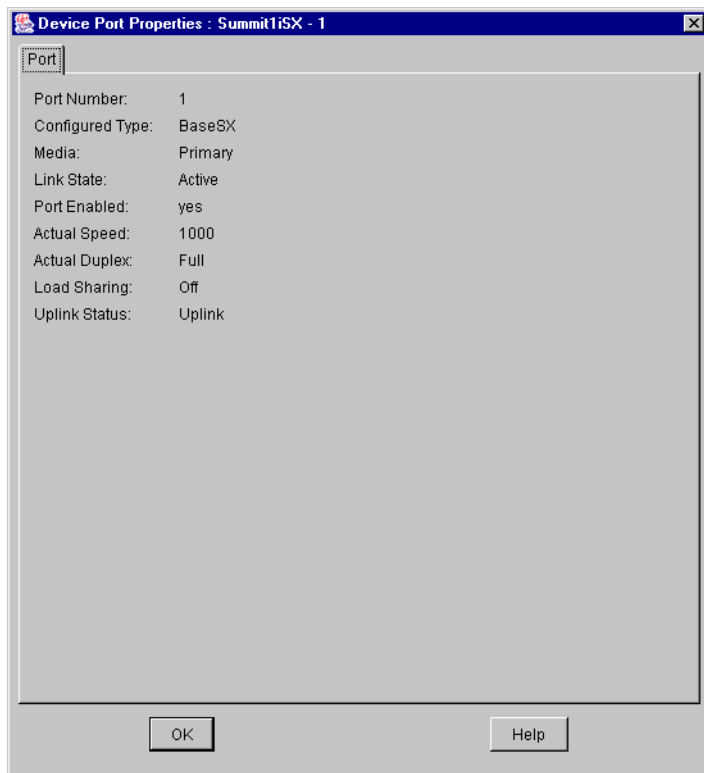 Device Port Properties : Summit1iSX - 1
Port
Port Number: 1
Configured Type: BaseSX
Media: Primary
Link State: Active
Port Enabled: yes
Actual Speed: 1000
Actual Duplex: Full
Load Sharing: Off
Uplink Status: Uplink
OK Help